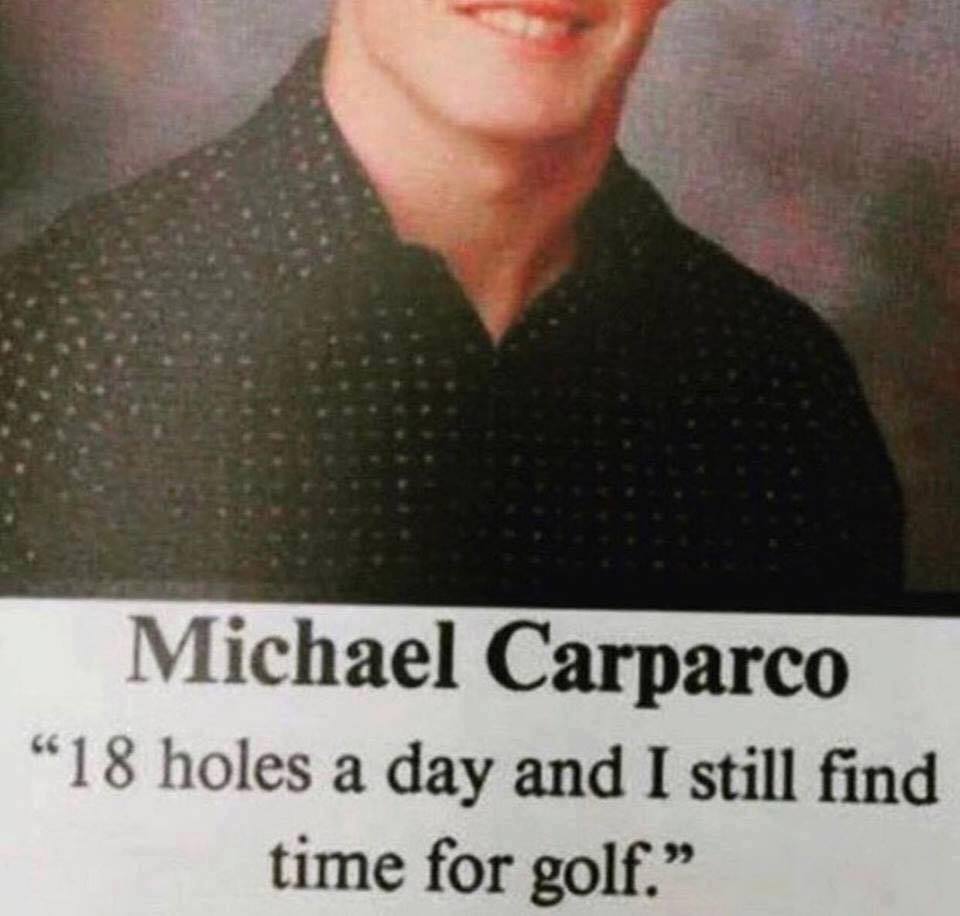 Michael Carparco
“18 holes a day and I still find
time for golf.”